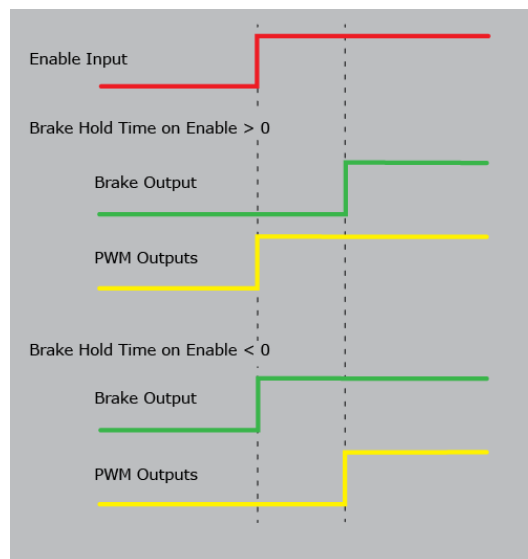 Enable Input
Brake Hold Time on Enable > 0
Brake Output
PWM Outputs
Brake Hold Time on Enable < 0
Brake Output
PWM Outputs